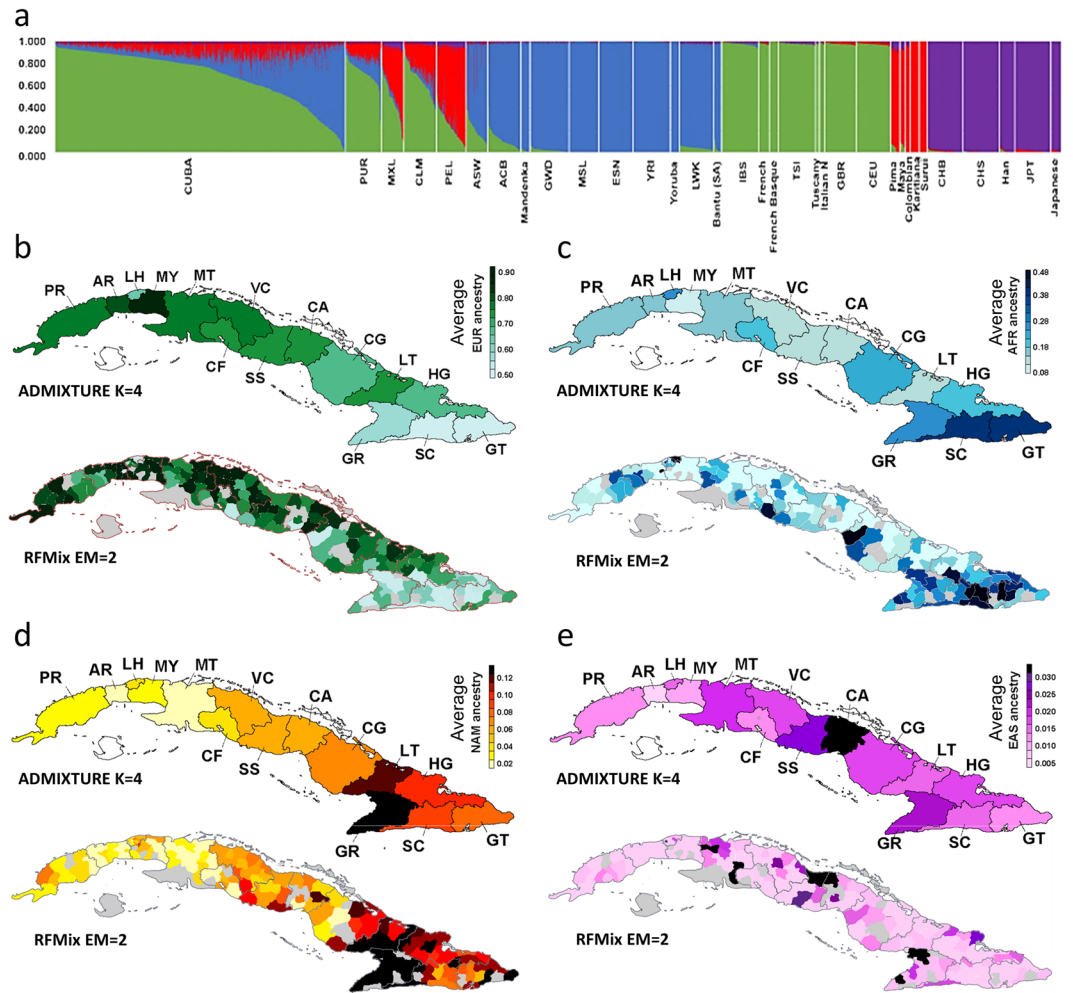 a
1.000
0.800
0.600
0.400
0.200
0.000
CUBA
PUR
MXL
CLM
PEL
ASW
ACB
Mandenka
GWD
MSL
ESN
YRI
Yoruba
LWK
Bantu (SA)
IBS
French
French Basque
TSI
Tuscany
Italian N
GBR
CEU
Pima
Maya
Colombian
Karitiana
Surui
CHB
CHS
Han
JPT
Japanese
b
PR
AR
LH
MY
MT
VC
CA
CG
LT
HG
CF
SS
GR
SC
GT
Average
EUR ancestry
0.90
0.80
0.70
0.60
0.50
ADMIXTURE K=4
RFMix EM=2
c
PR
AR
LH
MY
MT
VC
CA
CG
LT
HG
CF
SS
GR
SC
GT
Average
AFR ancestry
0.48
0.38
0.28
0.18
0.08
ADMIXTURE K=4
RFMix EM=2
d
PR
AR
LH
MY
MT
VC
CA
CG
LT
HG
CF
SS
GR
SC
GT
Average
NAM ancestry
0.12
0.10
0.08
0.06
0.04
0.02
ADMIXTURE K=4
RFMix EM=2
e
PR
AR
LH
MY
MT
VC
CA
CG
LT
HG
CF
SS
GR
SC
GT
Average
EAS ancestry
0.030
0.025
0.020
0.015
0.010
0.005
ADMIXTURE K=4
RFMix EM=2